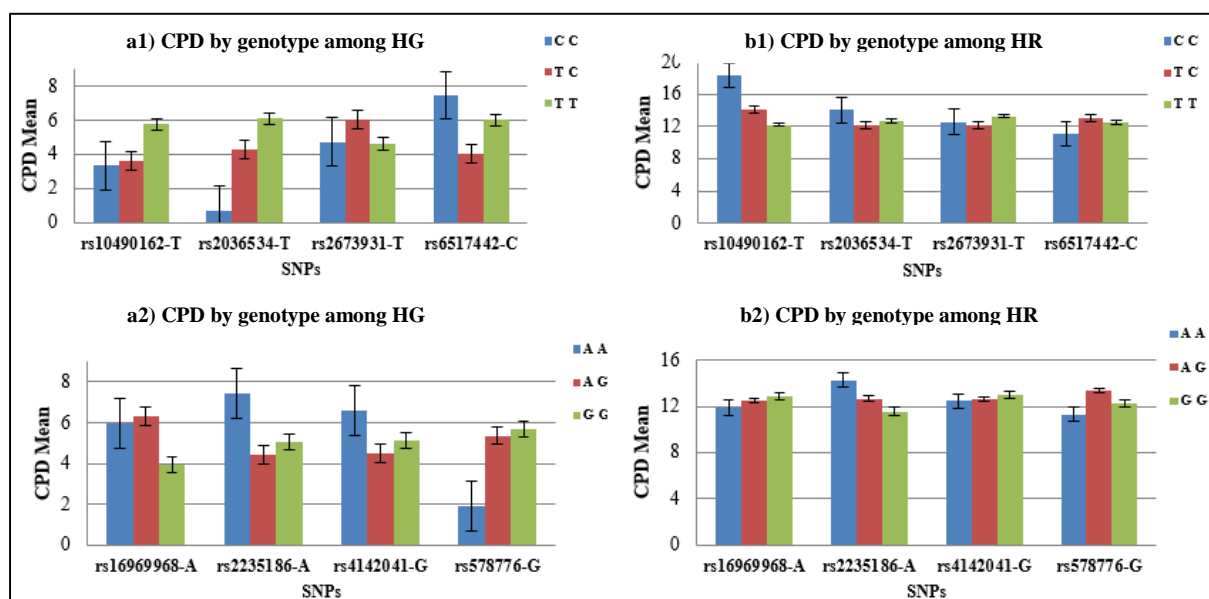 a1) CPD by genotype among HG
CPD Mean
8
6
4
2
0
rs10490162-T rs2036534-T rs2673931-T rs6517442-C
SNPs
C C
T C
T T
b1) CPD by genotype among HR
CPD Mean
20
16
12
8
4
0
rs10490162-T rs2036534-T rs2673931-T rs6517442-C
SNPs
C C
T C
T T
a2) CPD by genotype among HG
CPD Mean
8
6
4
2
0
rs16969968-A rs2235186-A rs4142041-G rs578776-G
SNPs
A A
A G
G G
b2) CPD by genotype among HR
CPD Mean
16
12
8
4
0
rs16969968-A rs2235186-A rs4142041-G rs578776-G
SNPs
A A
A G
G G